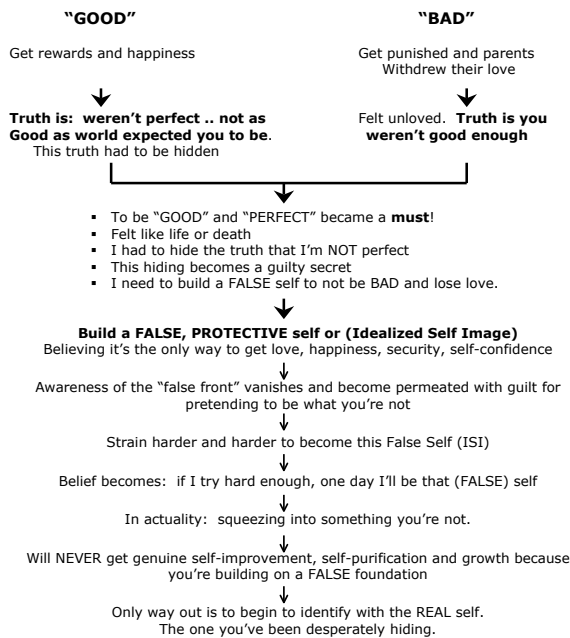 “GOOD”
Get rewards and happiness
Truth is:  weren’t perfect .. not as
Good as world expected you to be.
This truth had to be hidden
“BAD”
Get punished and parents
Withdrew their love
Felt unloved.  Truth is you
weren’t good enough
▪ To be “GOOD” and “PERFECT” became a must!
▪ Felt like life or death
▪ I had to hide the truth that I’m NOT perfect
▪ This hiding becomes a guilty secret
▪ I need to build a FALSE self to not be BAD and lose love.
Build a FALSE, PROTECTIVE self or (Idealized Self Image)
Believing it’s the only way to get love, happiness, security, self-confidence
Awareness of the “false front” vanishes and become permeated with guilt for
pretending to be what you’re not
Strain harder and harder to become this False Self (ISI)
Belief becomes:  if I try hard enough, one day I’ll be that (FALSE) self
In actuality:  squeezing into something you’re not.
Will NEVER get genuine self-improvement, self-purification and growth because
you’re building on a FALSE foundation
Only way out is to begin to identify with the REAL self.
The one you’ve been desperately hiding.